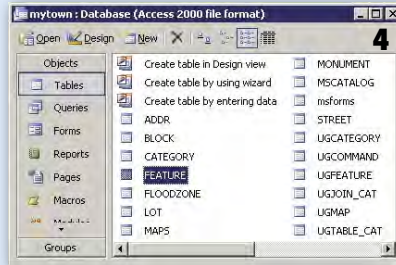 mytown : Database (Access 2000 file format)
Open Design New
4
Objects
Tables
Queries
Forms
Reports
Pages
Macros
Groups
Create table in Design view
Create table by using wizard
Create table by entering data
ADDR
BLOCK
CATEGORY
FEATURE
FLOODZONE
LOT
MAPS
MONUMENT
MSCATALOG
msforms
STREET
UGCATEGORY
UGCOMMAND
UGFEATURE
UGJOIN_CAT
UGMAP
UGTABLE_CAT